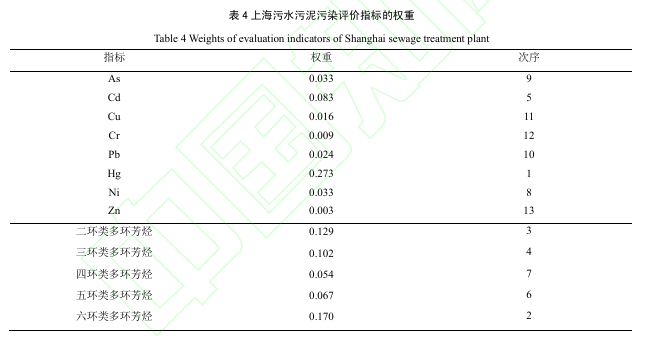 表 4 上海污水污泥污染评价指标的权重
Table 4 Weights of evaluation indicators of Shanghai sewage treatment plant
指标 权重 次序
As 0.033 9
Cd 0.083 5
Cu 0.016 11
Cr 0.009 12
Pb 0.024 10
Hg 0.273 1
Ni 0.033 8
Zn 0.003 13
二环类多环芳烃 0.129 3
三环类多环芳烃 0.102 4
四环类多环芳烃 0.054 7
五环类多环芳烃 0.067 6
六环类多环芳烃 0.170 2